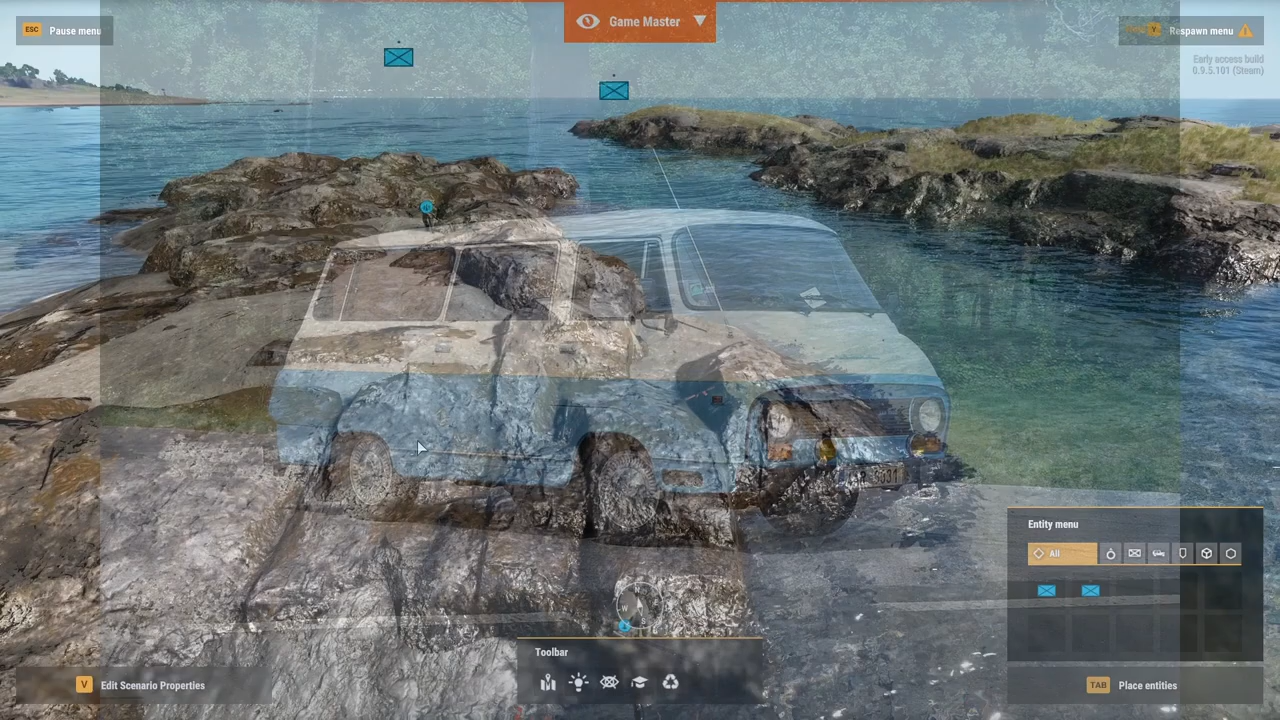 ESC Pause menu
Game Master
Respawn menu
Early access build
0.9.5.101 (Steam)
Entity menu
All
Toolbar
V Edit Scenario Properties
TAB Place entities